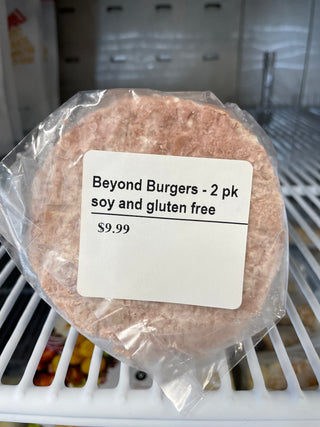 Beyond Burgers - 2 pk
soy and gluten free
$9.99